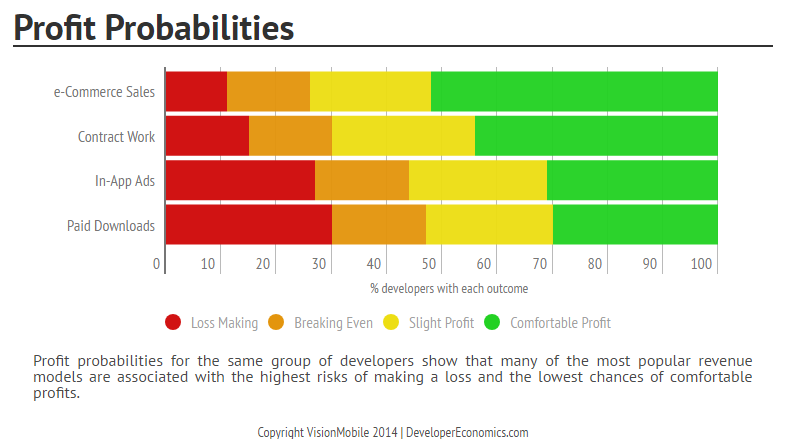 Profit Probabilities
e-Commerce Sales
Contract Work
In-App Ads
Paid Downloads
0 10 20 30 40 50 60 70 80 90 100
% developers with each outcome
Loss Making Breaking Even Slight Profit Comfortable Profit
Profit probabilities for the same group of developers show that many of the most popular revenue
models are associated with the highest risks of making a loss and the lowest chances of comfortable
profits.
Copyright VisionMobile 2014 | DeveloperEconomics.com